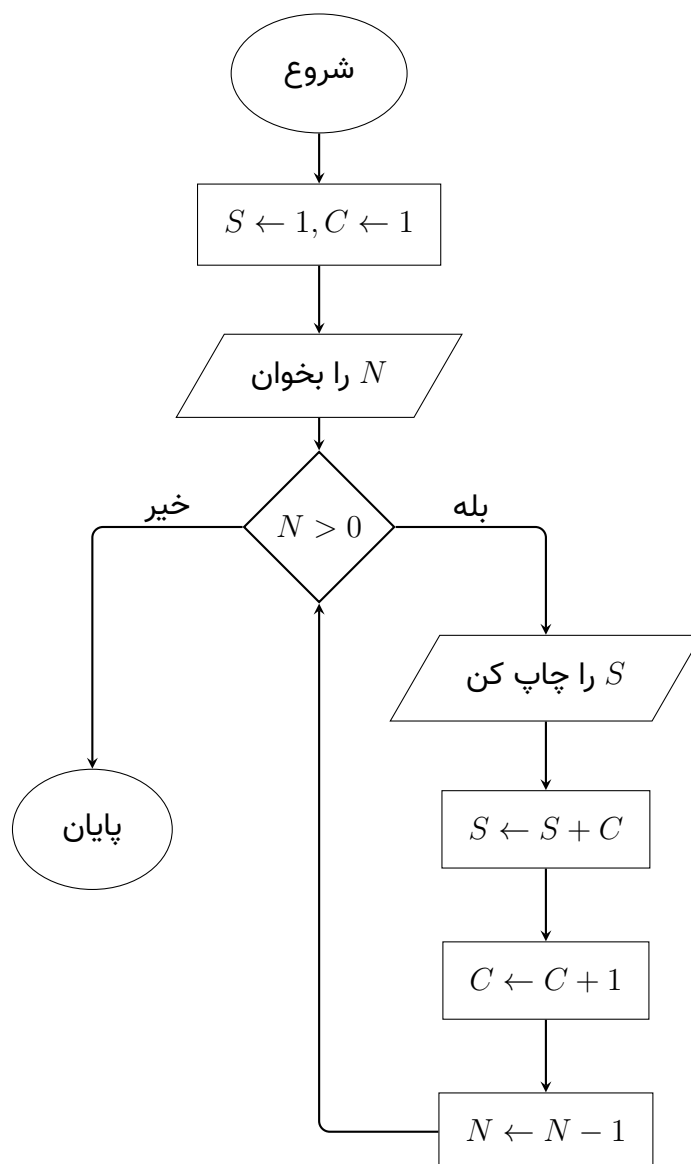 شروع
S ← 1, C ← 1
N را بخوان
N > 0
خیر
بله
S را چاپ کن
S ← S + C
پایان
C ← C + 1
N ← N − 1